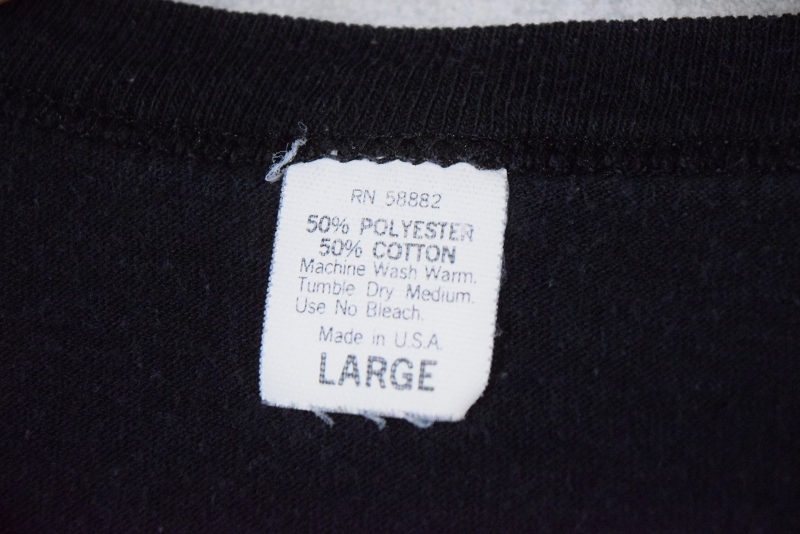 RN 58882
50% POLYESTER
50% COTTON
Machine Wash Warm.
Tumble Dry Medium.
Use No Bleach.
Made in U.S.A.
LARGE